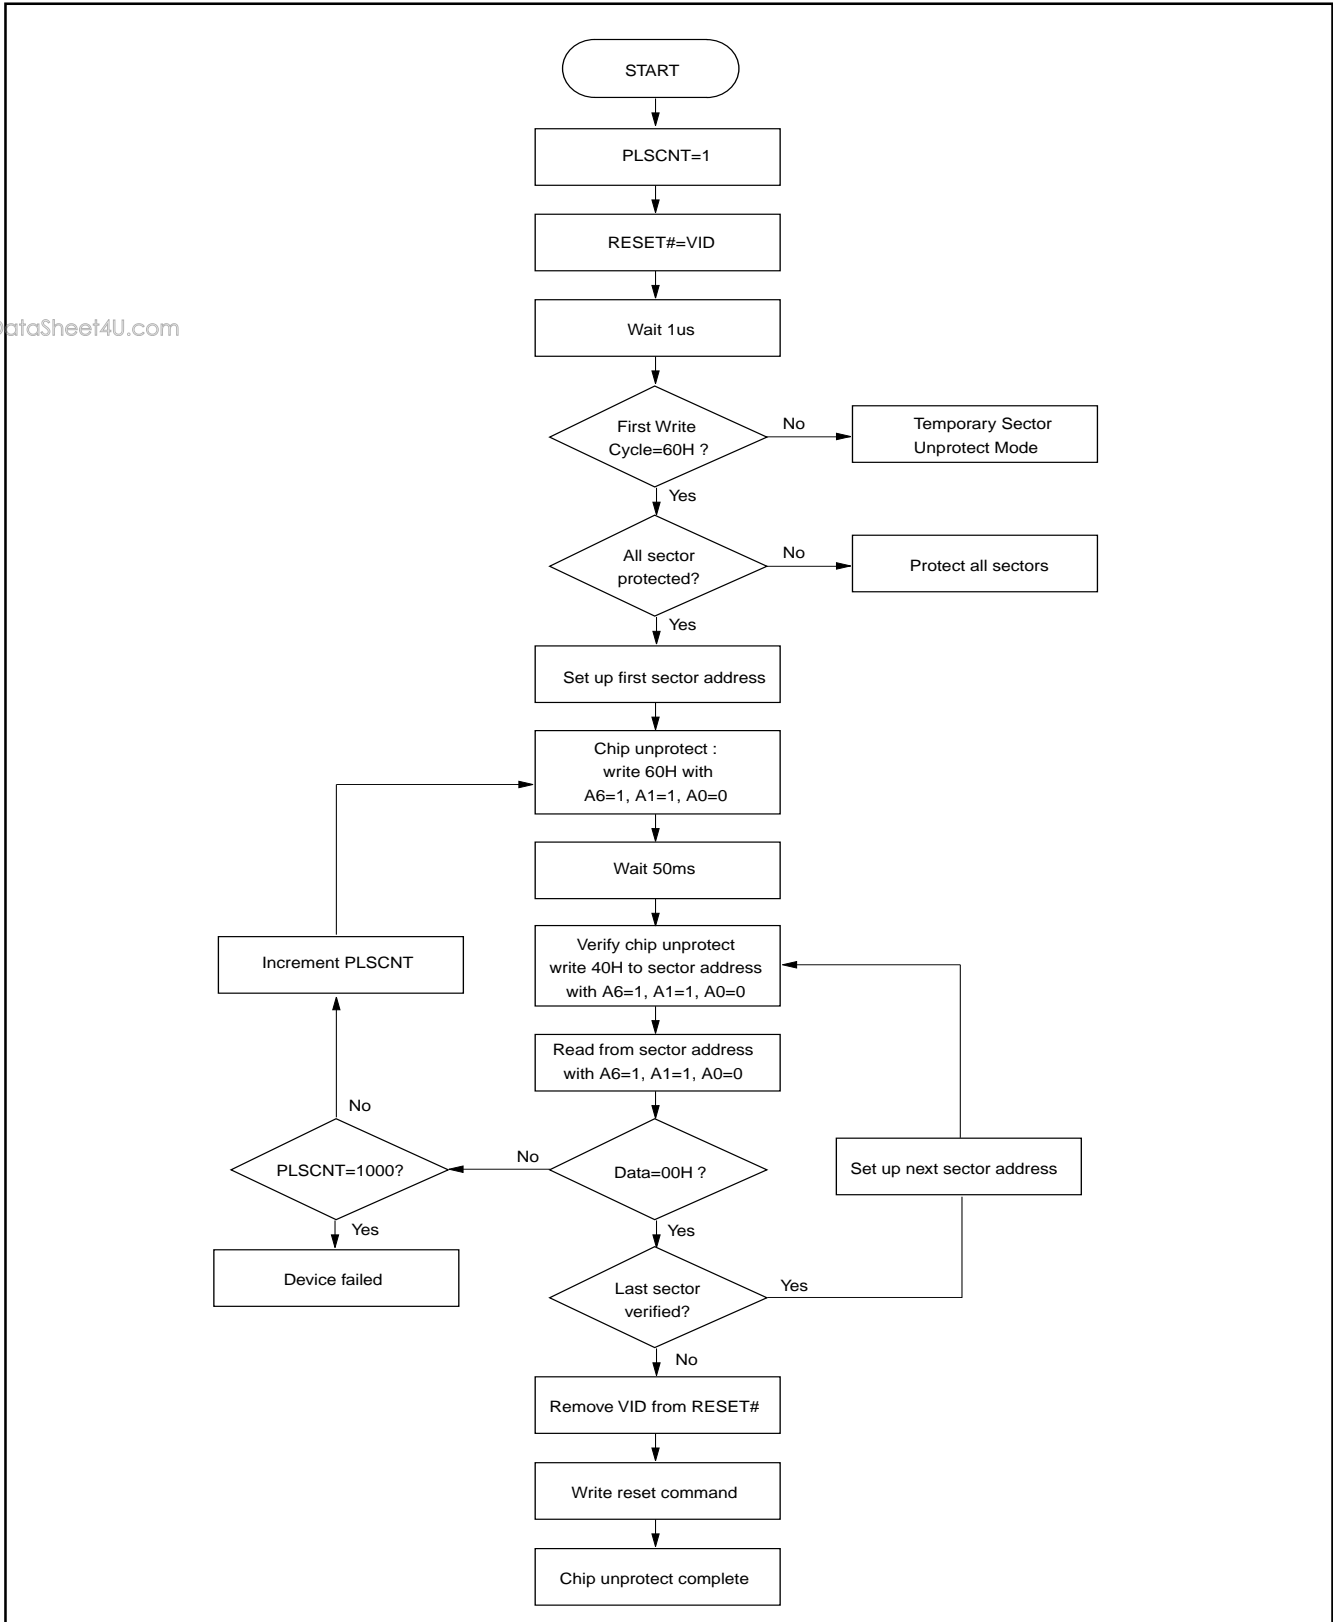 START
PLSCNT=1
RESET#=VID
DataSheet4U.com
Wait 1us
First Write
Cycle=60H ?
No
Temporary Sector
Unprotect Mode
Yes
All sector
protected?
No
Protect all sectors
Yes
Set up first sector address
Chip unprotect :
write 60H with
A6=1, A1=1, A0=0
Wait 50ms
Verify chip unprotect
write 40H to sector address
with A6=1, A1=1, A0=0
Increment PLSCNT
Read from sector address
with A6=1, A1=1, A0=0
No
PLSCNT=1000?
No
Data=00H ?
Set up next sector address
Yes
Yes
Device failed
Last sector
verified?
Yes
No
Remove VID from RESET#
Write reset command
Chip unprotect complete